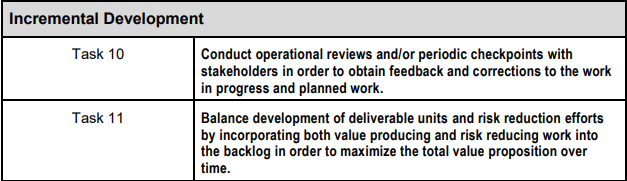 Incremental Development
Task 10
Conduct operational reviews and/or periodic checkpoints with
stakeholders in order to obtain feedback and corrections to the work
in progress and planned work.
Task 11
Balance development of deliverable units and risk reduction efforts
by incorporating both value producing and risk reducing work into
the backlog in order to maximize the total value proposition over
time.